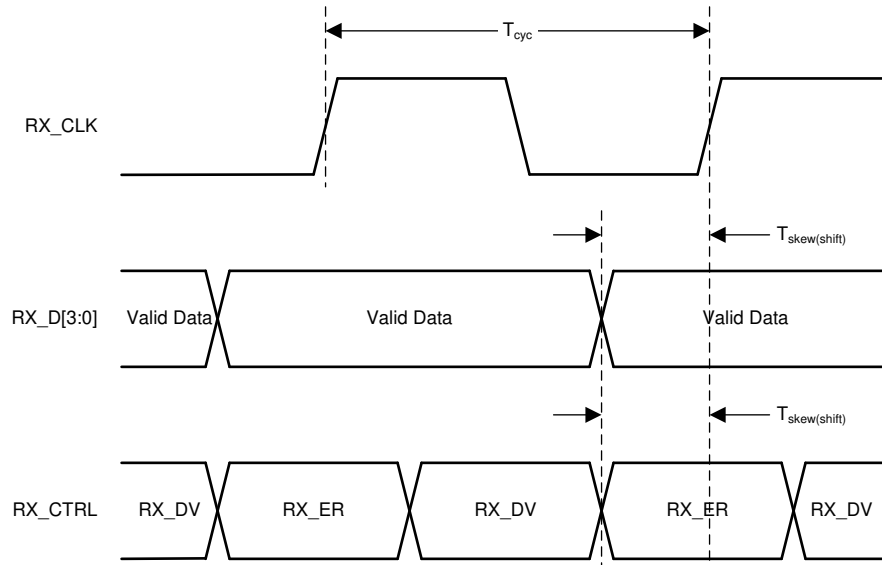 T_cyc
RX_CLK
T_skew(shift)
RX_D[3:0] Valid Data Valid Data Valid Data
T_skew(shift)
RX_CTRL RX_DV RX_ER RX_DV RX_ER RX_DV